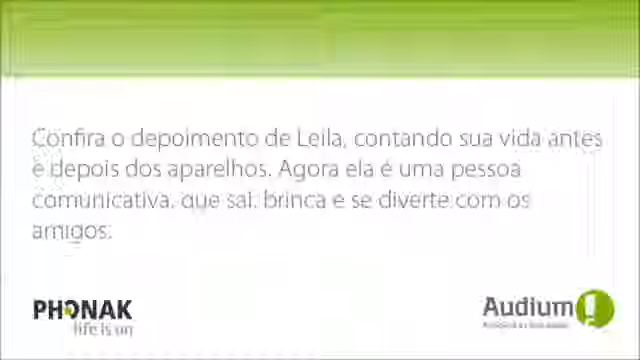 Confira o depoimento de Leila, contando sua vida antes
e depois dos aparelhos. Agora ela é uma pessoa
comunicativa, que sai, brinca e se diverte com os
amigos.
PHONAK
life is on
Audium